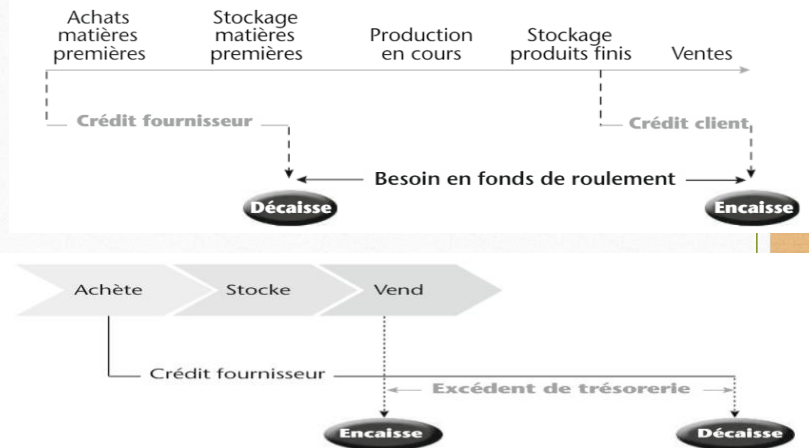 Achats
matières
premières
Stockage
matières
premières
Production
en cours
Stockage
produits finis
Ventes
Crédit fournisseur
Crédit client
Besoin en fonds de roulement
Décaisse
Encaisse
Achète
Stocke
Vend
Crédit fournisseur
Excédent de trésorerie
Encaisse
Décaisse